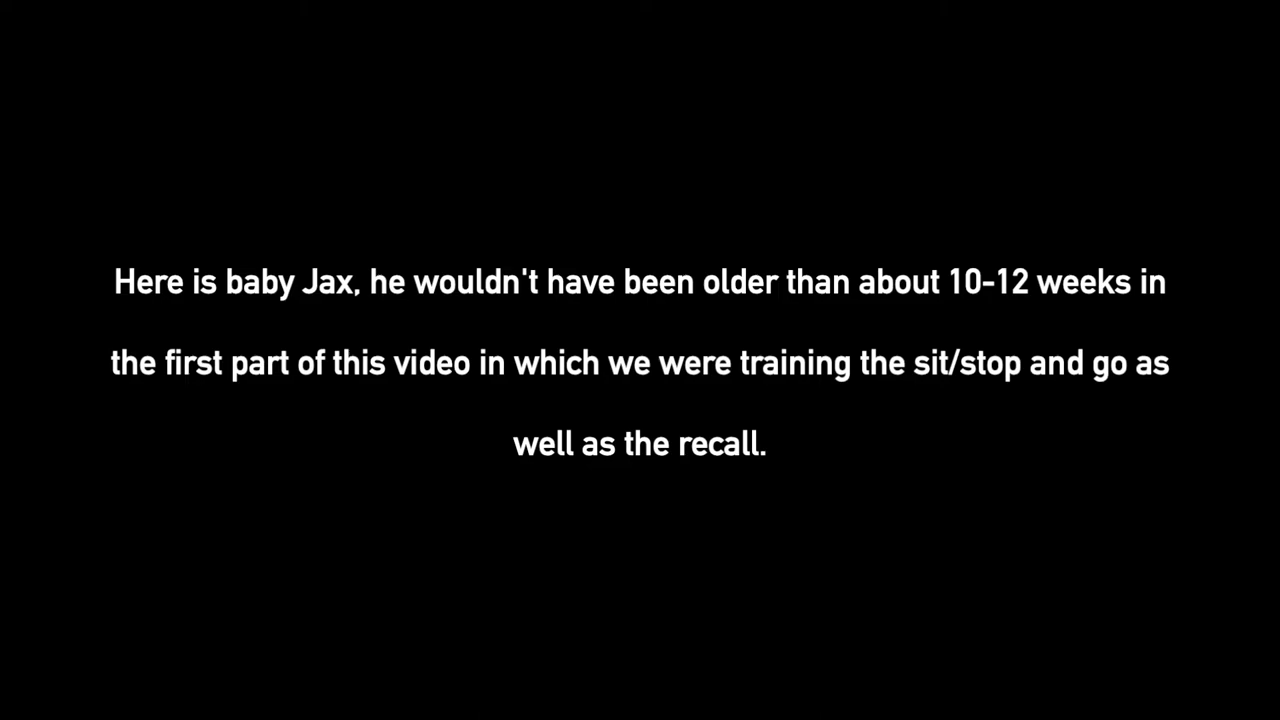 Here is baby Jax, he wouldn't have been older than about 10-12 weeks in
the first part of this video in which we were training the sit/stop and go as
well as the recall.